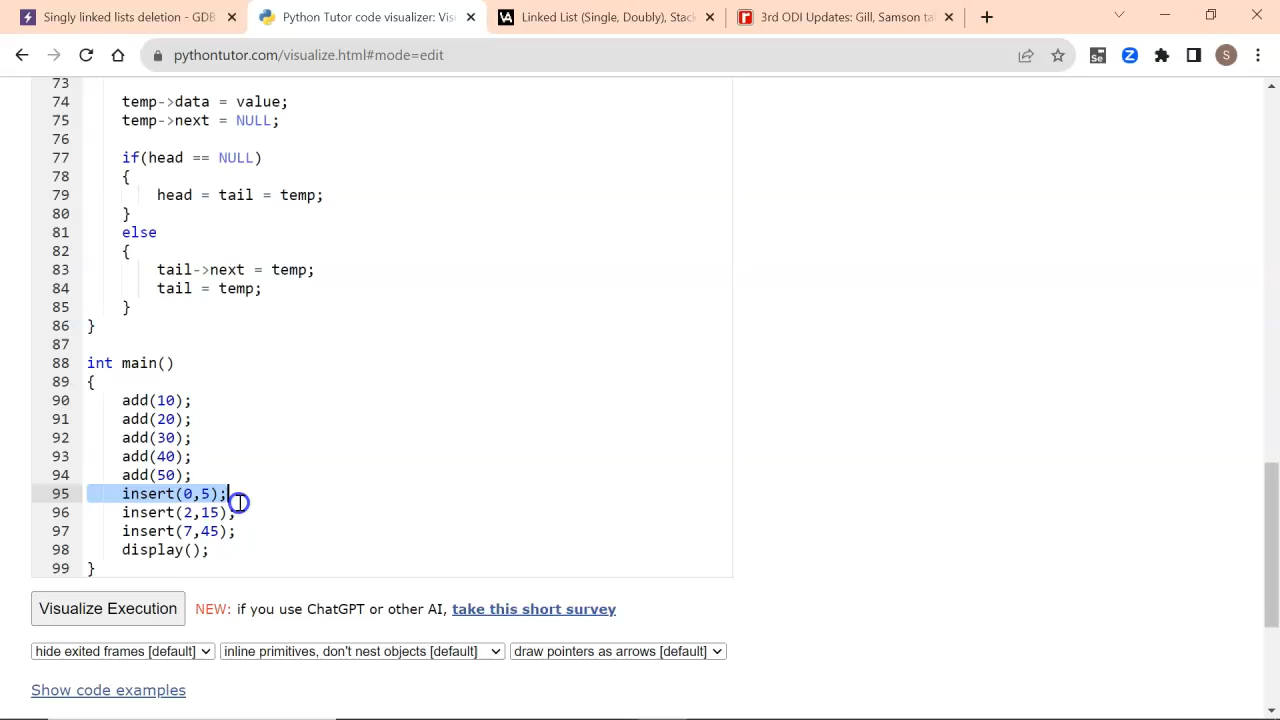 Singly linked lists deletion - GDB
Python Tutor code visualizer: Vis
Linked List (Single, Doubly), Stack
3rd ODI Updates: Gill, Samson ta
pythontutor.com/visualize.html#mode=edit
Se
Z
S
73
74 temp->data = value;
75 temp->next = NULL;
76
77 if(head == NULL)
78 {
79 head = tail = temp;
80 }
81 else
82 {
83 tail->next = temp;
84 tail = temp;
85 }
86 }
87
88 int main()
89 {
90 add(10);
91 add(20);
92 add(30);
93 add(40);
94 add(50);
95 insert(0,5);
96 insert(2,15);
97 insert(7,45);
98 display();
99 }
Visualize Execution NEW: if you use ChatGPT or other AI, take this short survey
hide exited frames [default] inline primitives, don't nest objects [default] draw pointers as arrows [default]
Show code examples